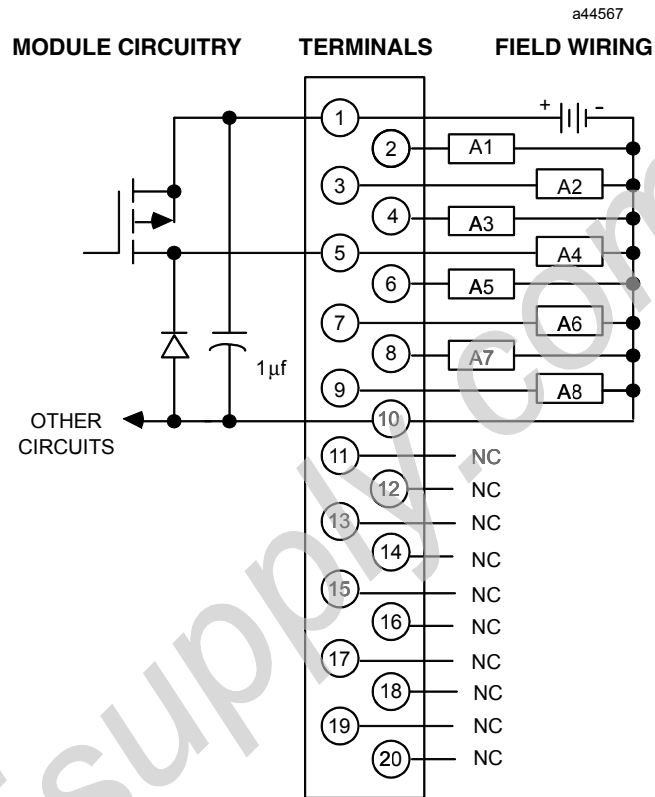 a44567
MODULE CIRCUITRY TERMINALS FIELD WIRING
1 + -
2 A1
3 A2
4 A3
5 A4
6 A5
7 A6
8 A7
1µf
9 A8
OTHER 10
CIRCUITS
11 NC
12 NC
13 NC
14 NC
15 NC
16 NC
17 NC
18 NC
19 NC
20 NC
supply.com